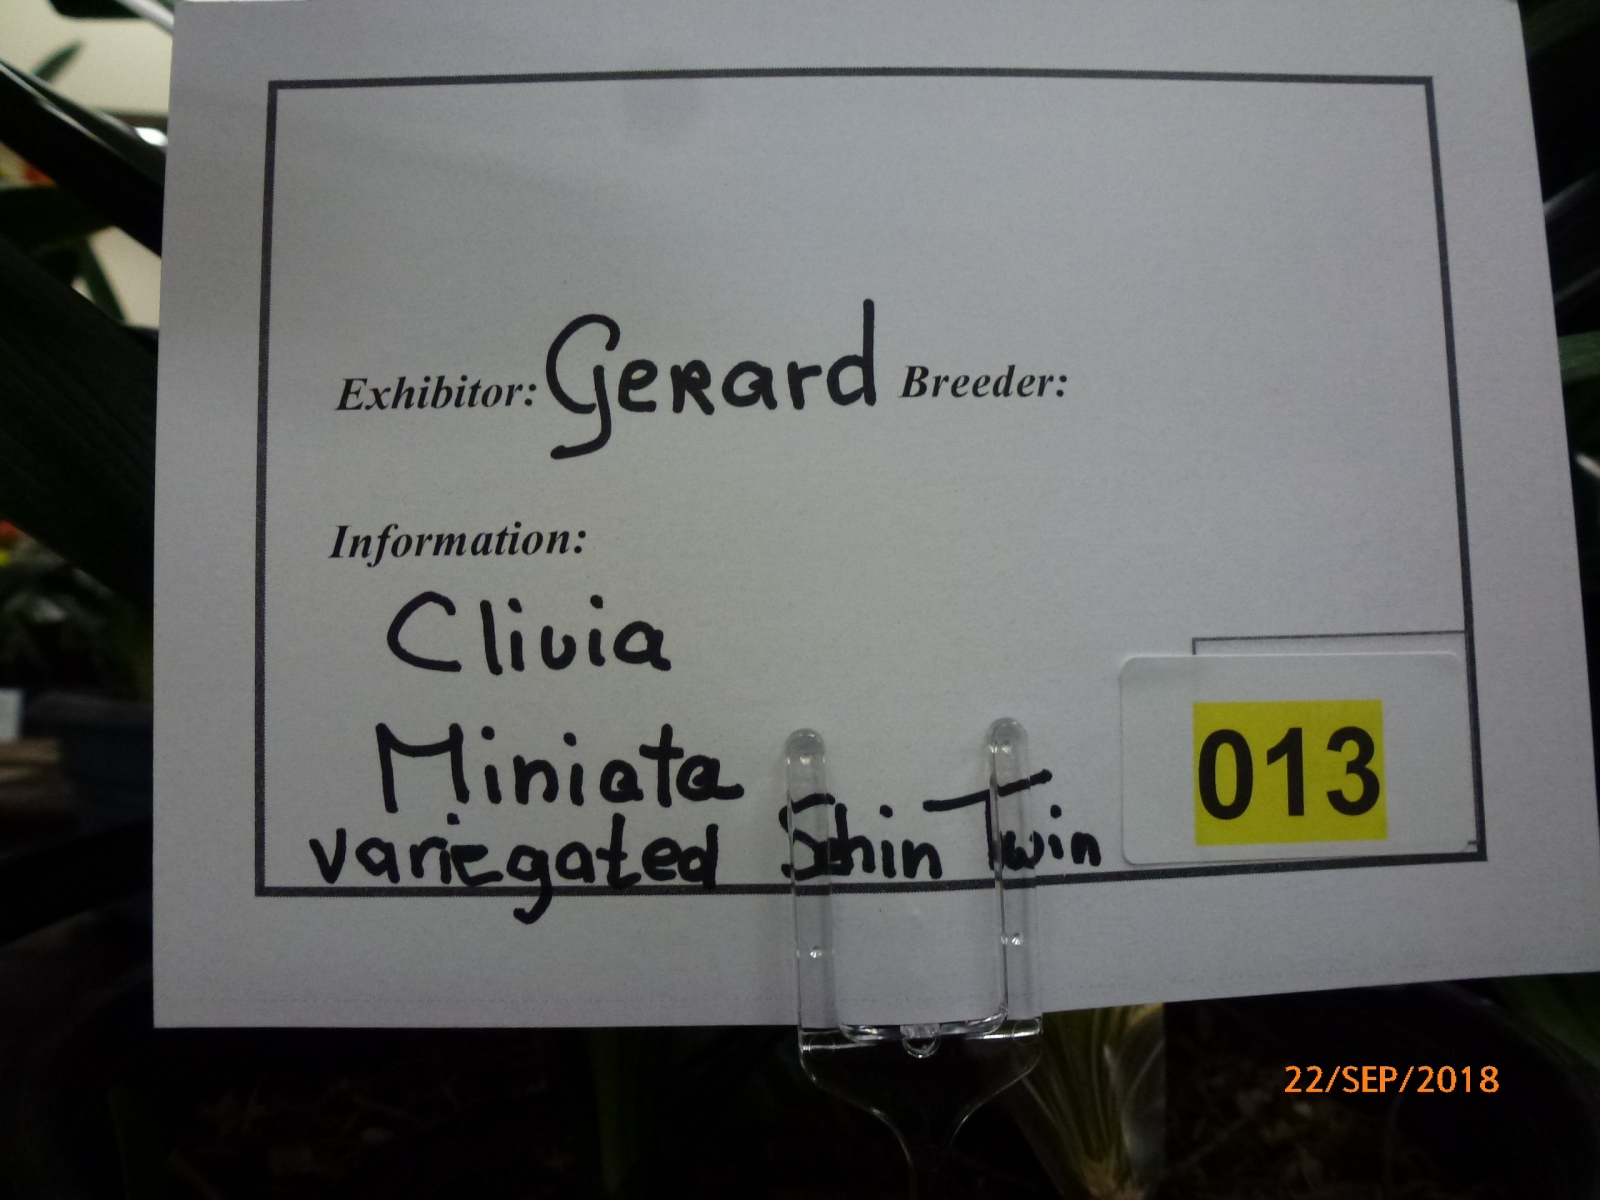 Exhibitor: Gerard Breeder:
Information:
Clivia
Miniata
variegated Shin Twin
013
22/SEP/2018